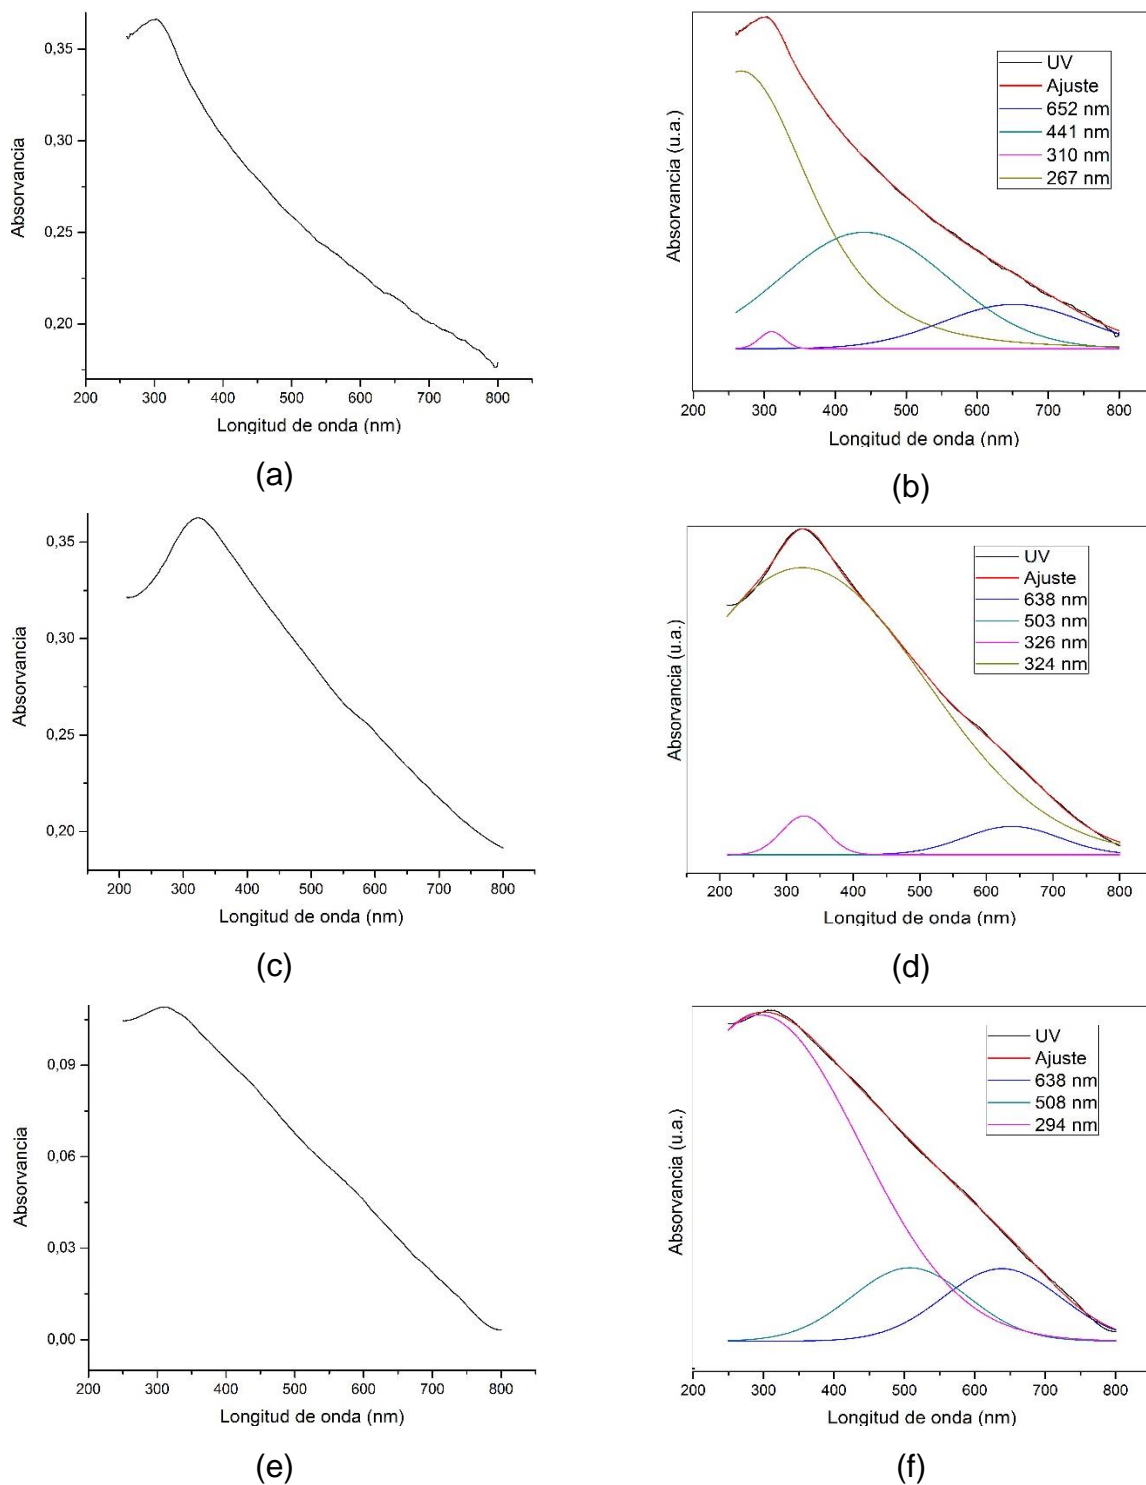 0,35
0,30
0,25
0,20
Absorvancia
200 300 400 500 600 700 800
Longitud de onda (nm)
(a)
UV
Ajuste
652 nm
441 nm
310 nm
267 nm
Absorvancia (u.a.)
200 300 400 500 600 700 800
Longitud de onda (nm)
(b)
0,35
0,30
0,25
0,20
Absorvancia
200 300 400 500 600 700 800
Longitud de onda (nm)
(c)
UV
Ajuste
638 nm
503 nm
326 nm
324 nm
Absorvancia (u.a.)
200 300 400 500 600 700 800
Longitud de onda (nm)
(d)
0,09
0,06
0,03
0,00
Absorvancia
200 300 400 500 600 700 800
Longitud de onda (nm)
(e)
UV
Ajuste
638 nm
508 nm
294 nm
Absorvancia (u.a.)
200 300 400 500 600 700 800
Longitud de onda (nm)
(f)